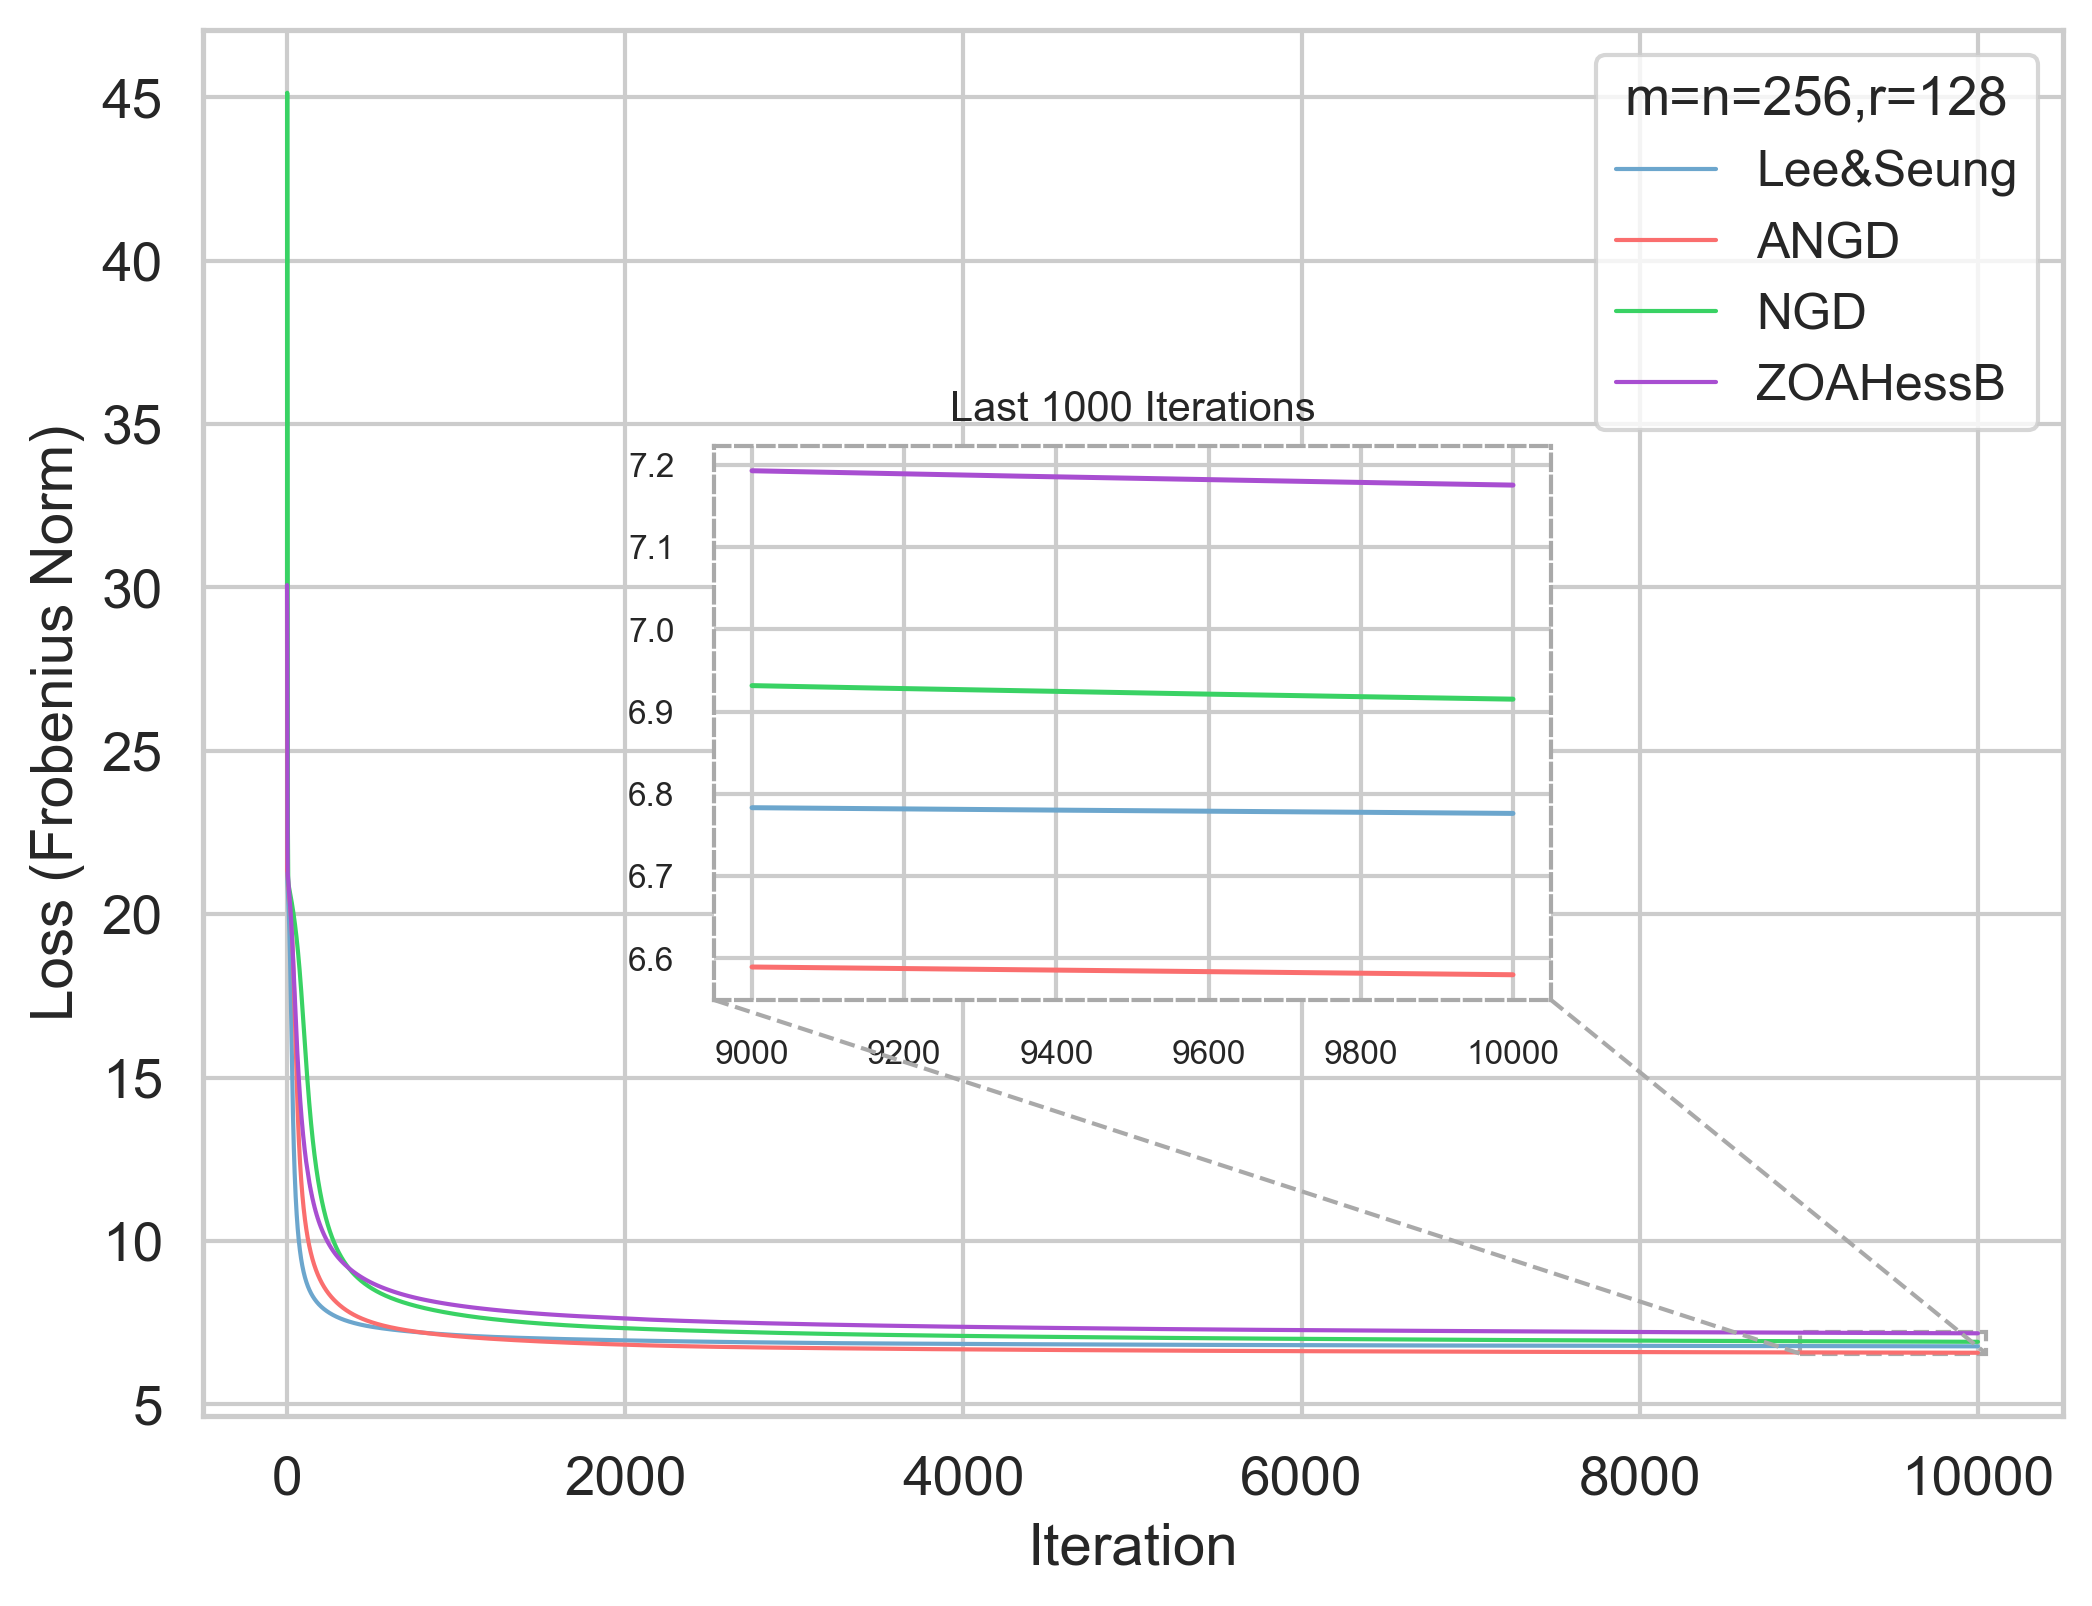 m=n=256,r=128
Lee&Seung
ANGD
NGD
ZOAHessB
Loss (Frobenius Norm)
45
40
35
30
25
20
15
10
5
Last 1000 Iterations
7.2
7.1
7.0
6.9
6.8
6.7
6.6
9000 9200 9400 9600 9800 10000
0 2000 4000 6000 8000 10000
Iteration